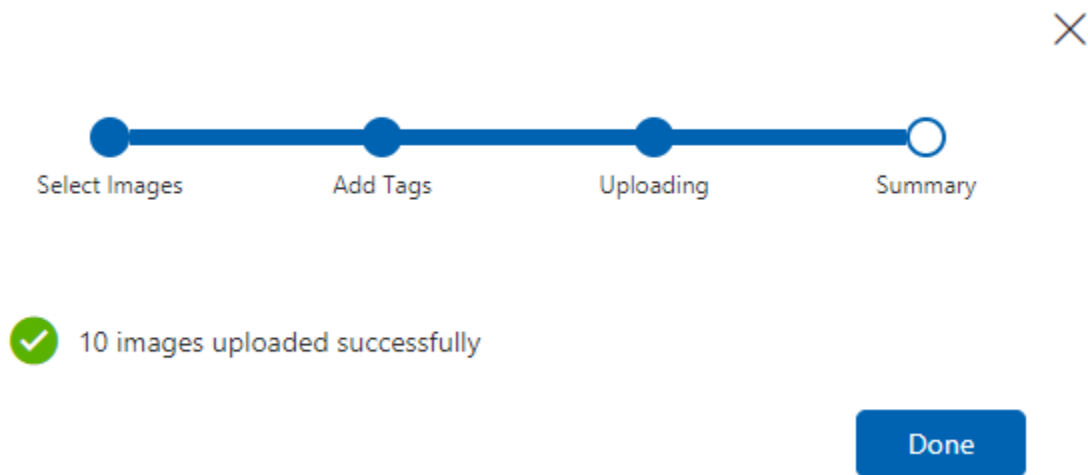 Select Images
Add Tags
Uploading
Summary
10 images uploaded successfully
Done